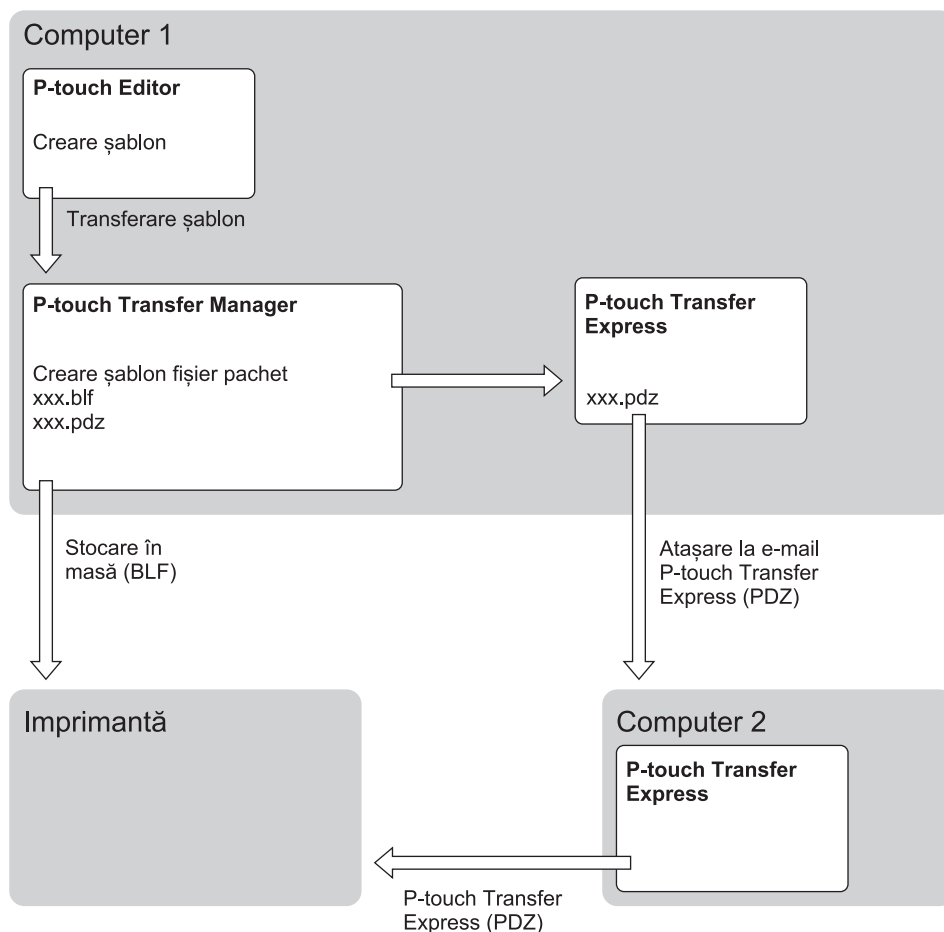 Computer 1
P-touch Editor
Creare șablon
Transferare șablon
P-touch Transfer Manager
Creare șablon fișier pachet
xxx.blf
xxx.pdz
P-touch Transfer
Express
xxx.pdz
Stocare în
masă (BLF)
Atașare la e-mail
P-touch Transfer
Express (PDZ)
Imprimantă
Computer 2
P-touch Transfer
Express
P-touch Transfer
Express (PDZ)